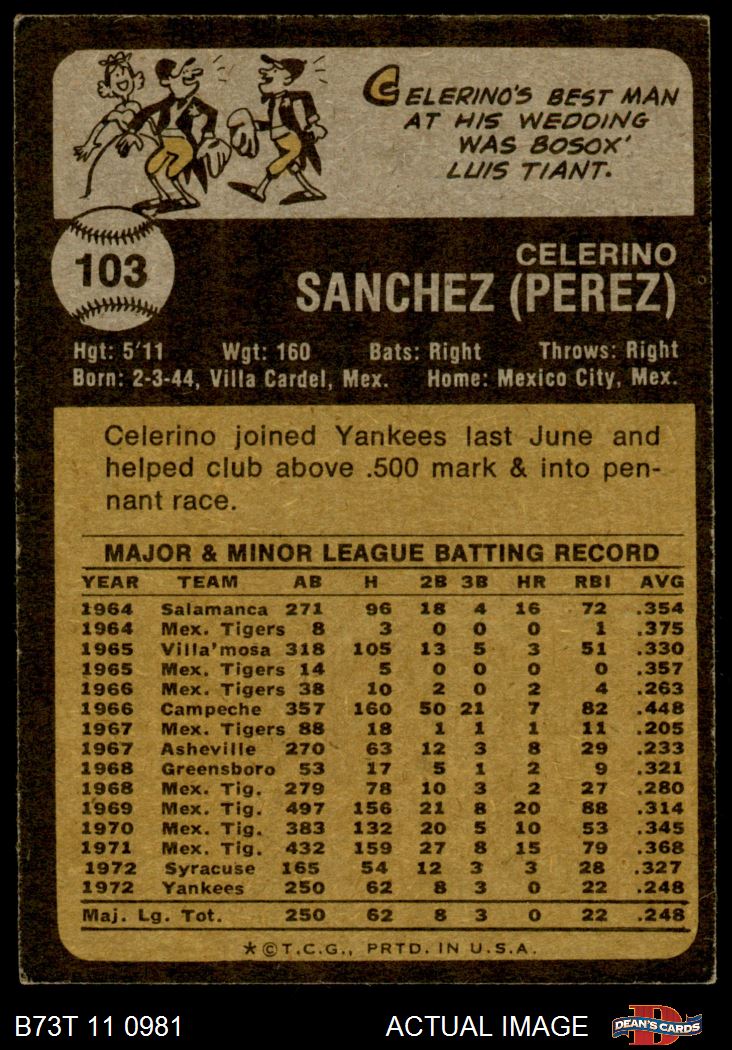 CELERINO'S BEST MAN
AT HIS WEDDING
WAS BOSOX'
LUIS TIANT.
103
CELERINO
SANCHEZ (PEREZ)
Hgt: 5'11 Wgt: 160 Bats: Right Throws: Right
Born: 2-3-44, Villa Cardel, Mex. Home: Mexico City, Mex.
Celerino joined Yankees last June and
helped club above .500 mark & into pen-
nant race.
MAJOR & MINOR LEAGUE BATTING RECORD
YEAR TEAM AB H 2B 3B HR RBI AVG
1964 Salamanca 271 96 18 4 16 72 .354
1964 Mex. Tigers 8 3 0 0 0 1 .375
1965 Villa'mosa 318 105 13 5 3 51 .330
1965 Mex. Tigers 14 5 0 0 0 0 .357
1966 Mex. Tigers 38 10 2 0 2 4 .263
1966 Campeche 357 160 50 21 7 82 .448
1967 Mex. Tigers 88 18 1 1 1 11 .205
1967 Asheville 270 63 12 3 8 29 .233
1968 Greensboro 53 17 5 1 2 9 .321
1968 Mex. Tig. 279 78 10 3 2 27 .280
1969 Mex. Tig. 497 156 21 8 20 88 .314
1970 Mex. Tig. 383 132 20 5 10 53 .345
1971 Mex. Tig. 432 159 27 8 15 79 .368
1972 Syracuse 165 54 12 3 3 28 .327
1972 Yankees 250 62 8 3 0 22 .248
Maj. Lg. Tot. 250 62 8 3 0 22 .248
*©T.C.G., PRTD. IN U.S.A.
B73T 11 0981 ACTUAL IMAGE
D
DEAN'S CARDS